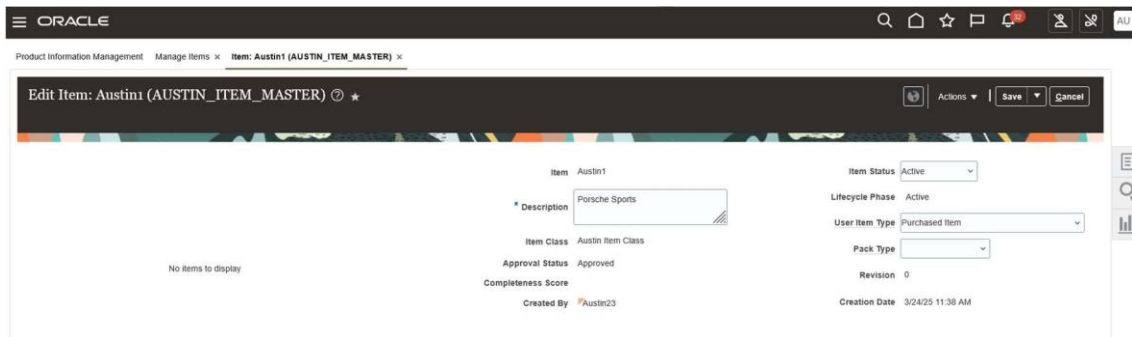 ORACLE
32
AU
Product Information Management Manage Items × Item: Austin1 (AUSTIN_ITEM_MASTER) ×
Edit Item: Austin1 (AUSTIN_ITEM_MASTER)
Actions Save Cancel
Item Austin1
* Description Porsche Sports
Item Class Austin Item Class
Approval Status Approved
Completeness Score
Created By Austin23
Item Status Active
Lifecycle Phase Active
User Item Type Purchased Item
Pack Type
Revision 0
Creation Date 3/24/25 11:38 AM
No items to display